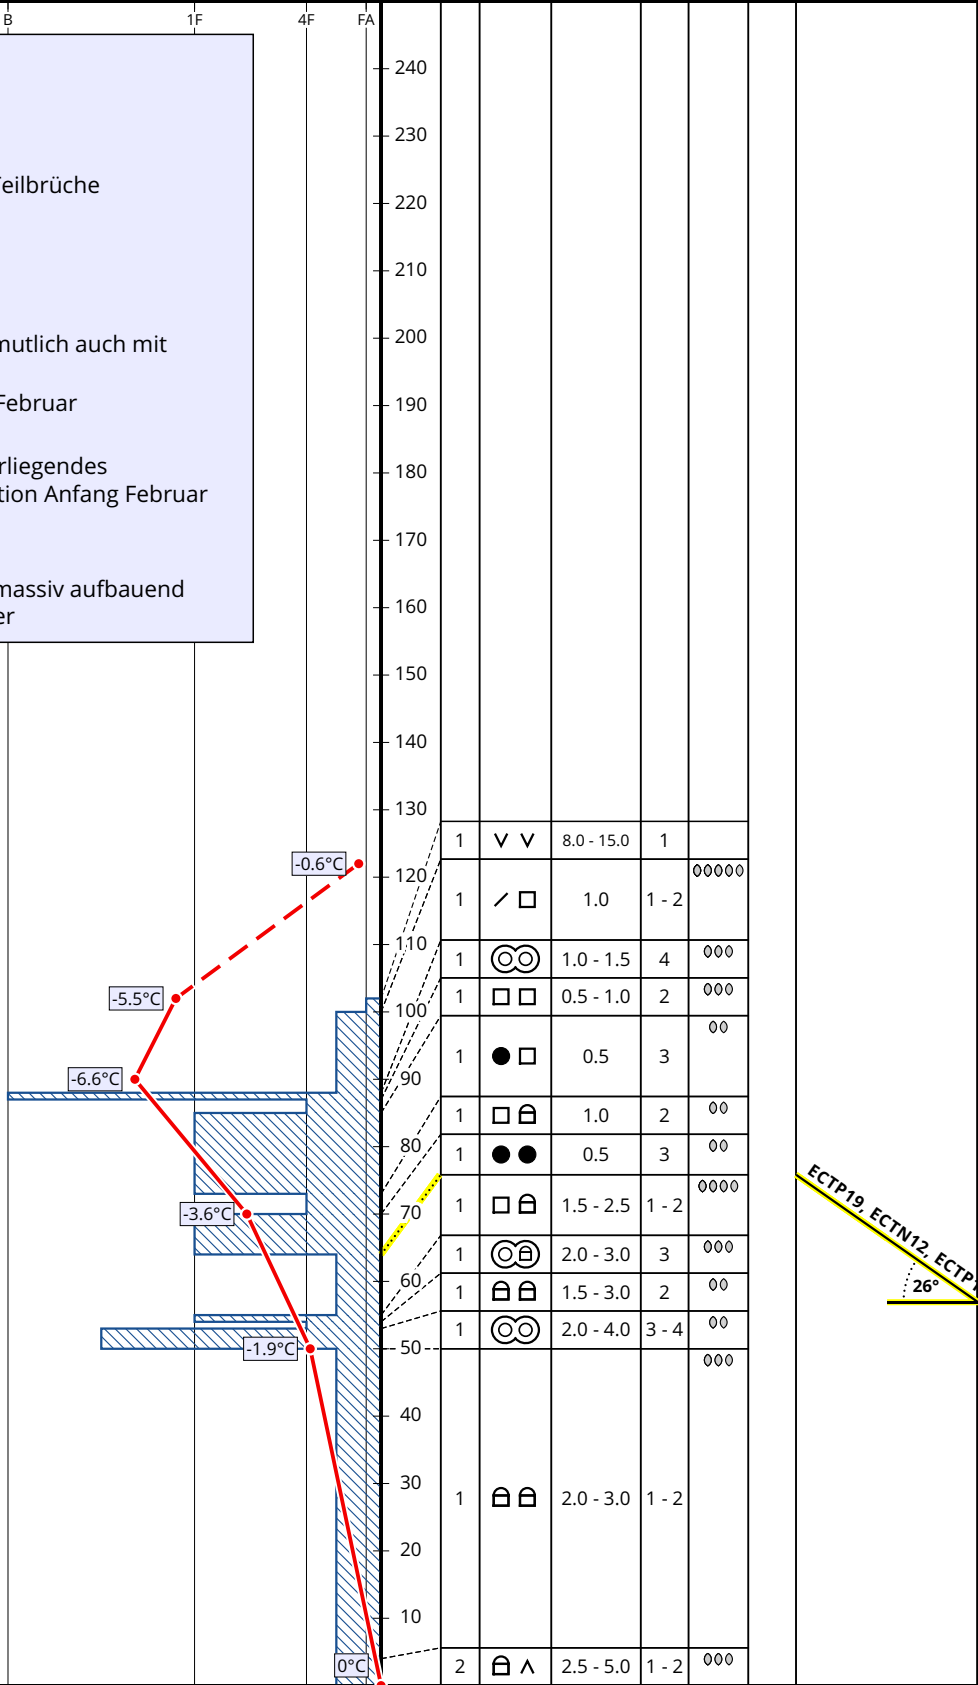 B 1F 4F FA
240
230
eilbrüche
220
210
200
mutlich auch mit
190
Februar
180
rliegendes
tion Anfang Februar
170
massiv aufbauend
160
er
150
140
130
1 8.0 - 15.0 1
-0.6°C
120
1 1.0 1 - 2
110
1 1.0 - 1.5 4
-5.5°C
1 0.5 - 1.0 2
100
1 0.5 3
-6.6°C
90
1 1.0 2
80
1 0.5 3
1 1.5 - 2.5 1 - 2
-3.6°C
70
ECTP19, ECTN12, ECTP
1 2.0 - 3.0 3
60
1 1.5 - 3.0 2
26°
1 2.0 - 4.0 3 - 4
-1.9°C
50
40
30
1 2.0 - 3.0 1 - 2
20
10
0°C
2 2.5 - 5.0 1 - 2